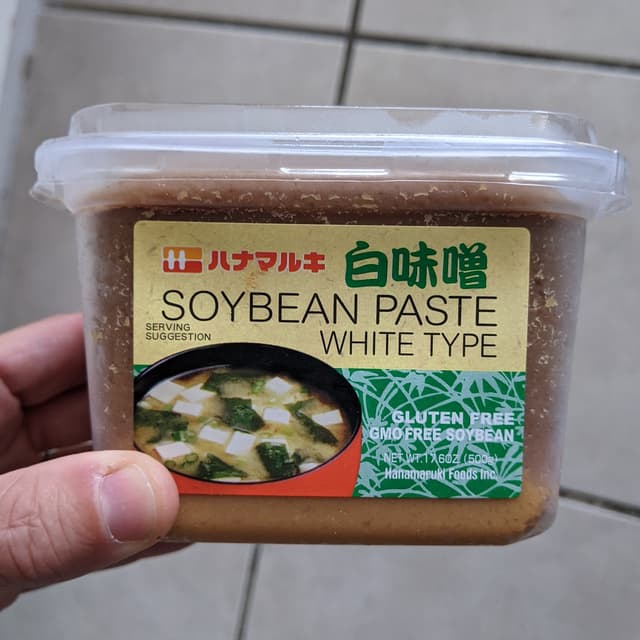 ハナマルキ 白味噌
SOYBEAN PASTE
WHITE TYPE
SERVING
SUGGESTION
GLUTEN FREE
GMO FREE SOYBEAN
NET WT.17.6OZ (500g)
Hanamaruki Foods Inc.